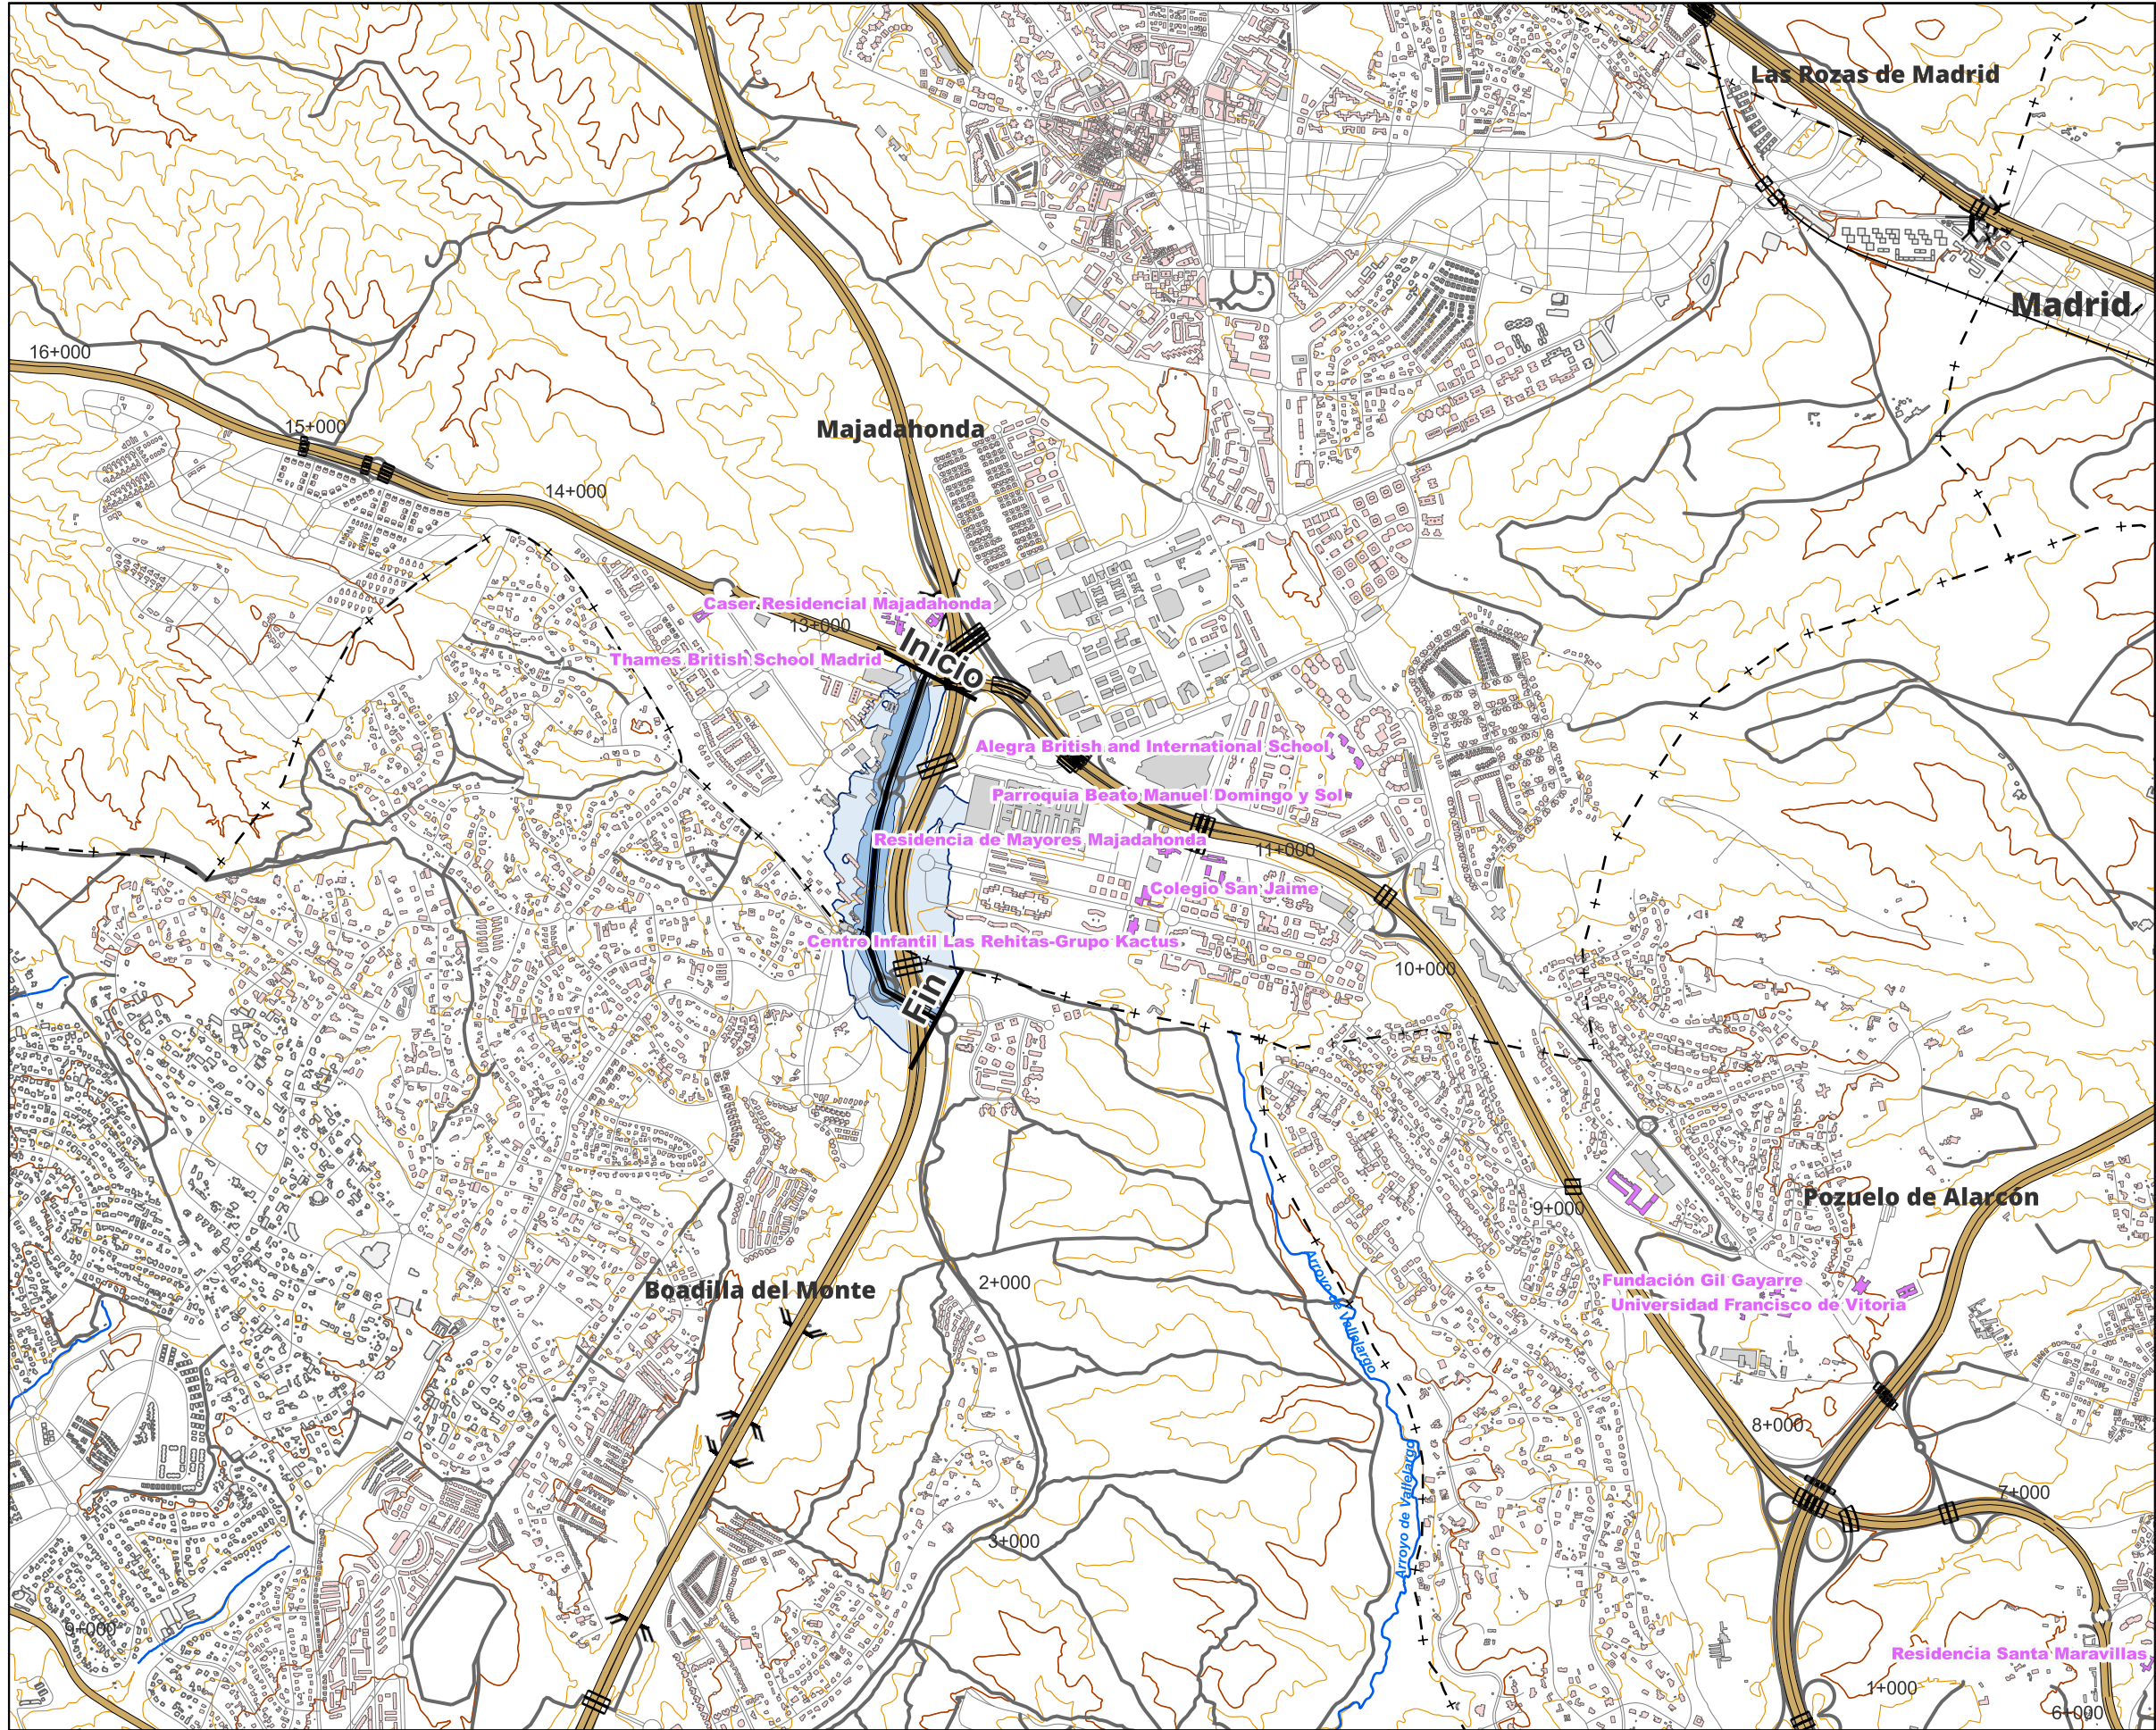 Las Rozas de Madrid
Madrid
16+000
15+000
Majadahonda
14+000
Caser Residencial Majadahonda
13+000
Inicio
Thames British School Madrid
Alegra British and International School
Parroquia Beato Manuel Domingo y Sol
Residencia de Mayores Majadahonda
11+000
Colegio San Jaime
Centro Infantil Las Rehitas-Grupo Kactus
10+000
Fin
Pozuelo de Alarcón
9+000
Fundación Gil Gayarre
2+000
Boadilla del Monte
Universidad Francisco de Vitoria
Arroyo de Vallelargo
8+000
7+000
Arroyo de Vallelargo
3+000
9+000
Residencia Santa Maravillas
1+000
6+000